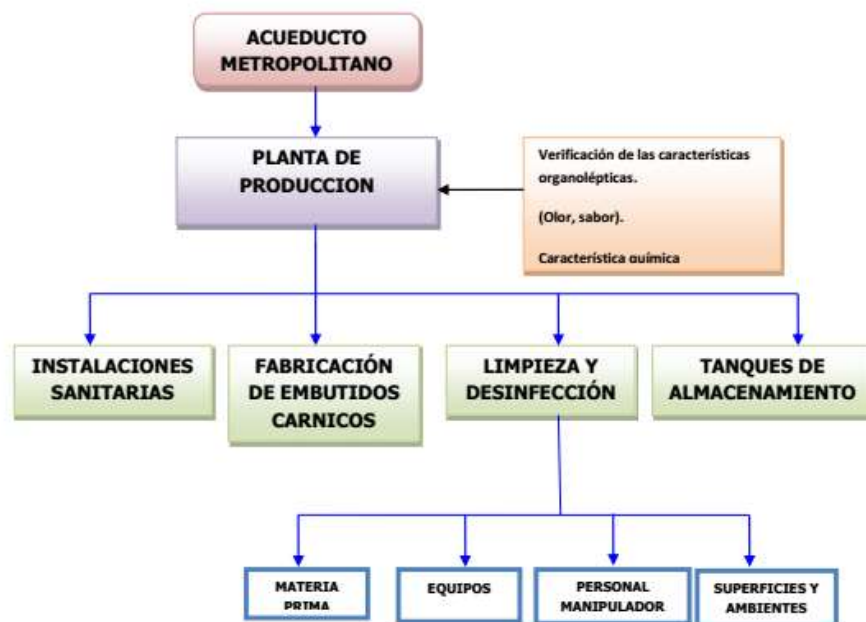 ACUEDUCTO
METROPOLITANO
PLANTA DE
PRODUCCION
Verificación de las características
organolépticas.
(Olor, sabor).
Característica química
INSTALACIONES
SANITARIAS
FABRICACIÓN
DE EMBUTIDOS
CARNICOS
LIMPIEZA Y
DESINFECCIÓN
TANQUES DE
ALMACENAMIENTO
MATERIA
PRIMA
EQUIPOS
PERSONAL
MANIPULADOR
SUPERFICIES Y
AMBIENTES